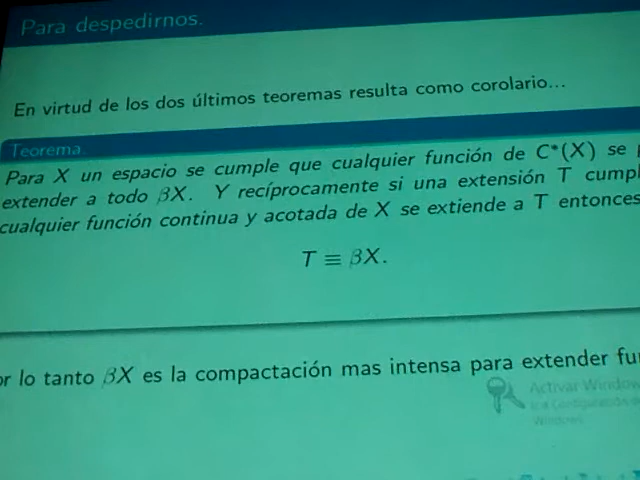 Para despedirnos.
En virtud de los dos últimos teoremas resulta como corolario...
Teorema
Para X un espacio se cumple que cualquier función de C*(X) se
extender a todo βX. Y recíprocamente si una extensión T cumpl
cualquier función continua y acotada de X se extiende a T entonces
T ≡ βX.
or lo tanto βX es la compactación mas intensa para extender fu
Activar Window
Windows